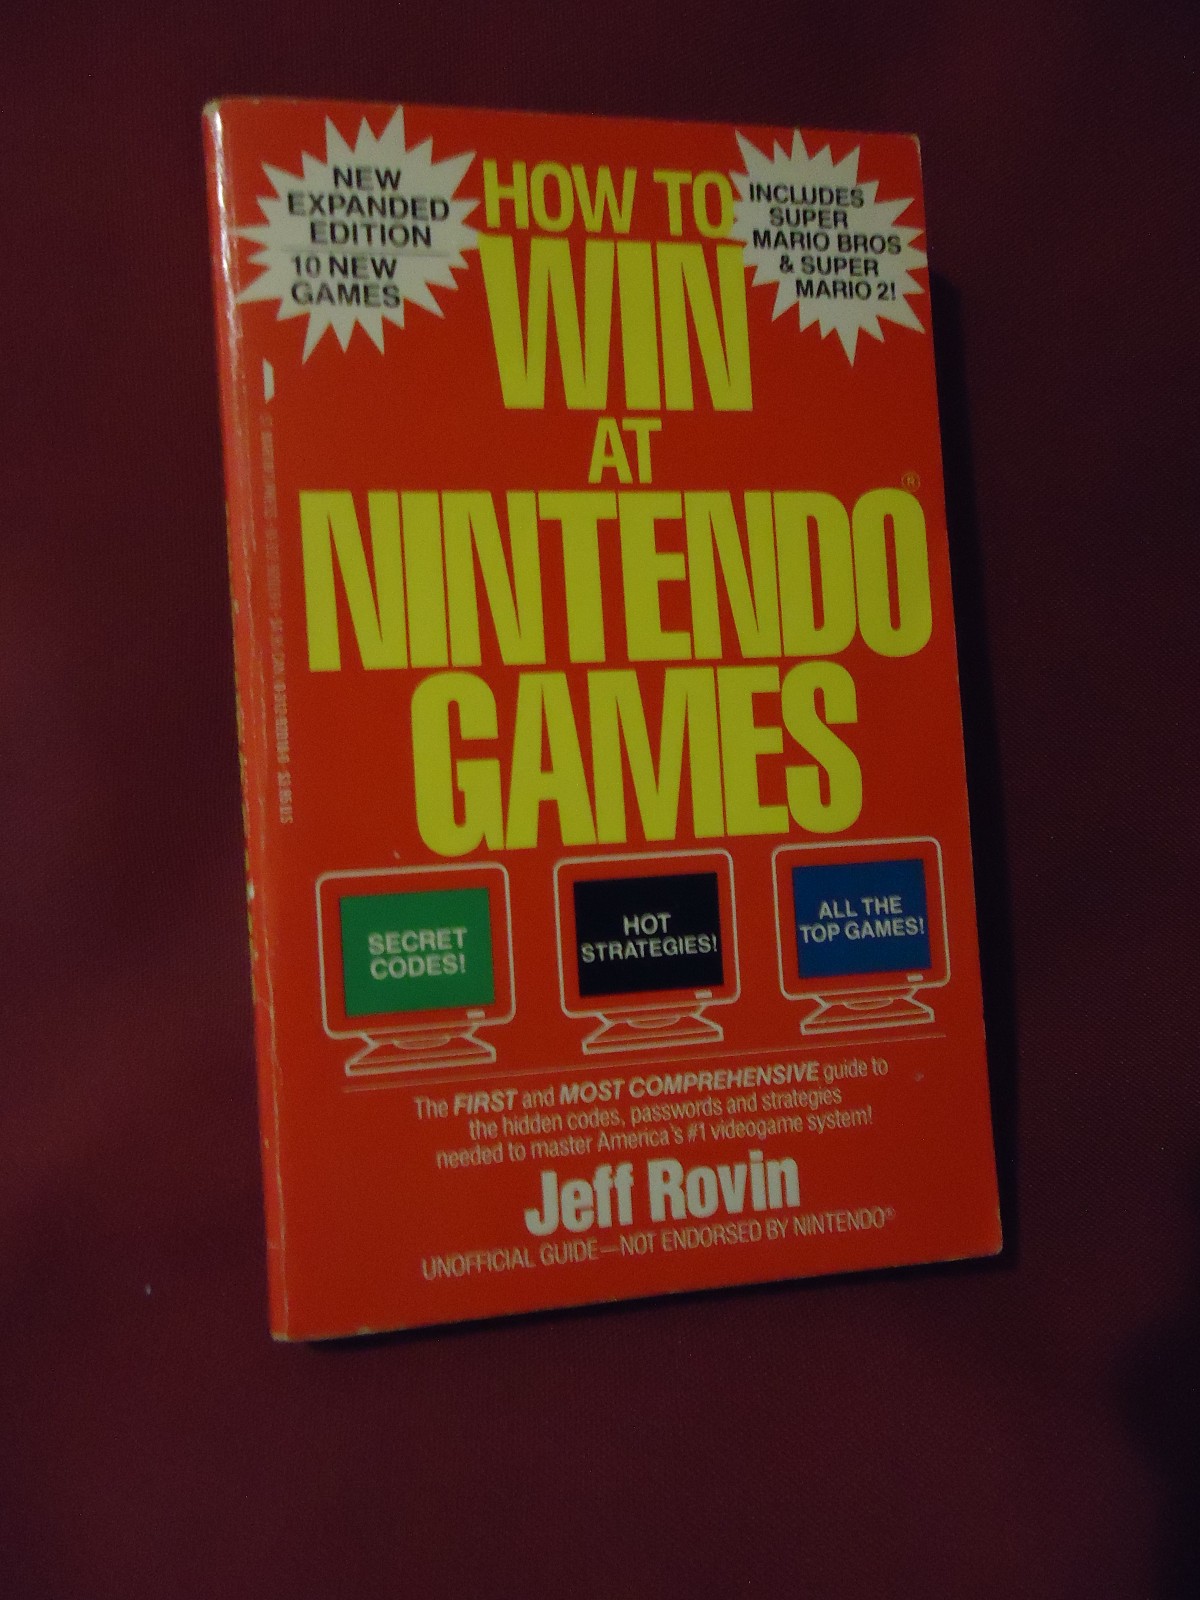 NEW
EXPANDED
EDITION
10 NEW
GAMES
INCLUDES
SUPER
MARIO BROS
& SUPER
MARIO 2!
HOW TO
WIN
AT
NINTENDO®
GAMES
SECRET
CODES!
HOT
STRATEGIES!
ALL THE
TOP GAMES!
The FIRST and MOST COMPREHENSIVE guide to
the hidden codes, passwords and strategies
needed to master America's #1 videogame system!
Jeff Rovin
UNOFFICIAL GUIDE—NOT ENDORSED BY NINTENDO®